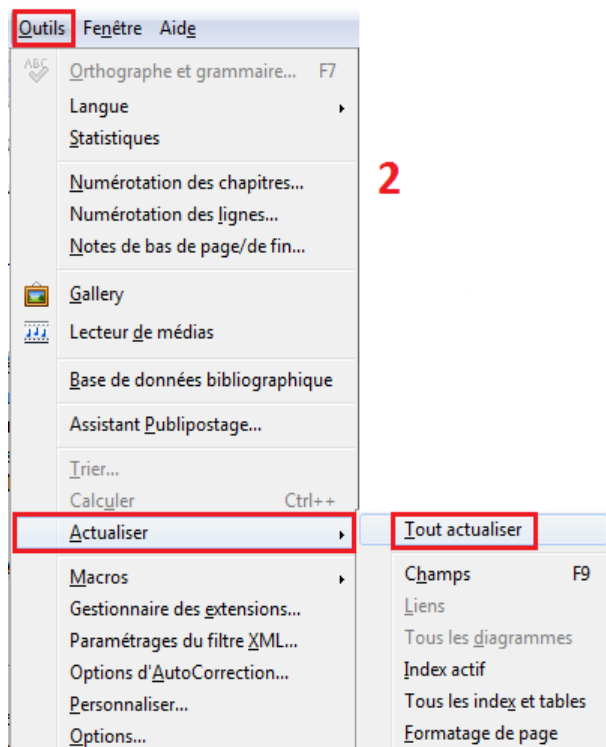 Outils Fenêtre Aide
ABC
Orthographe et grammaire... F7
Langue
Statistiques
Numérotation des chapitres...
2
Numérotation des lignes...
Notes de bas de page/de fin...
Gallery
Lecteur de médias
Base de données bibliographique
Assistant Publipostage...
Trier...
Calculer Ctrl++
Actualiser
Tout actualiser
Macros
Champs F9
Gestionnaire des extensions...
Liens
Paramétrages du filtre XML...
Tous les diagrammes
Options d'AutoCorrection...
Index actif
Personnaliser...
Tous les index et tables
Options...
Formatage de page